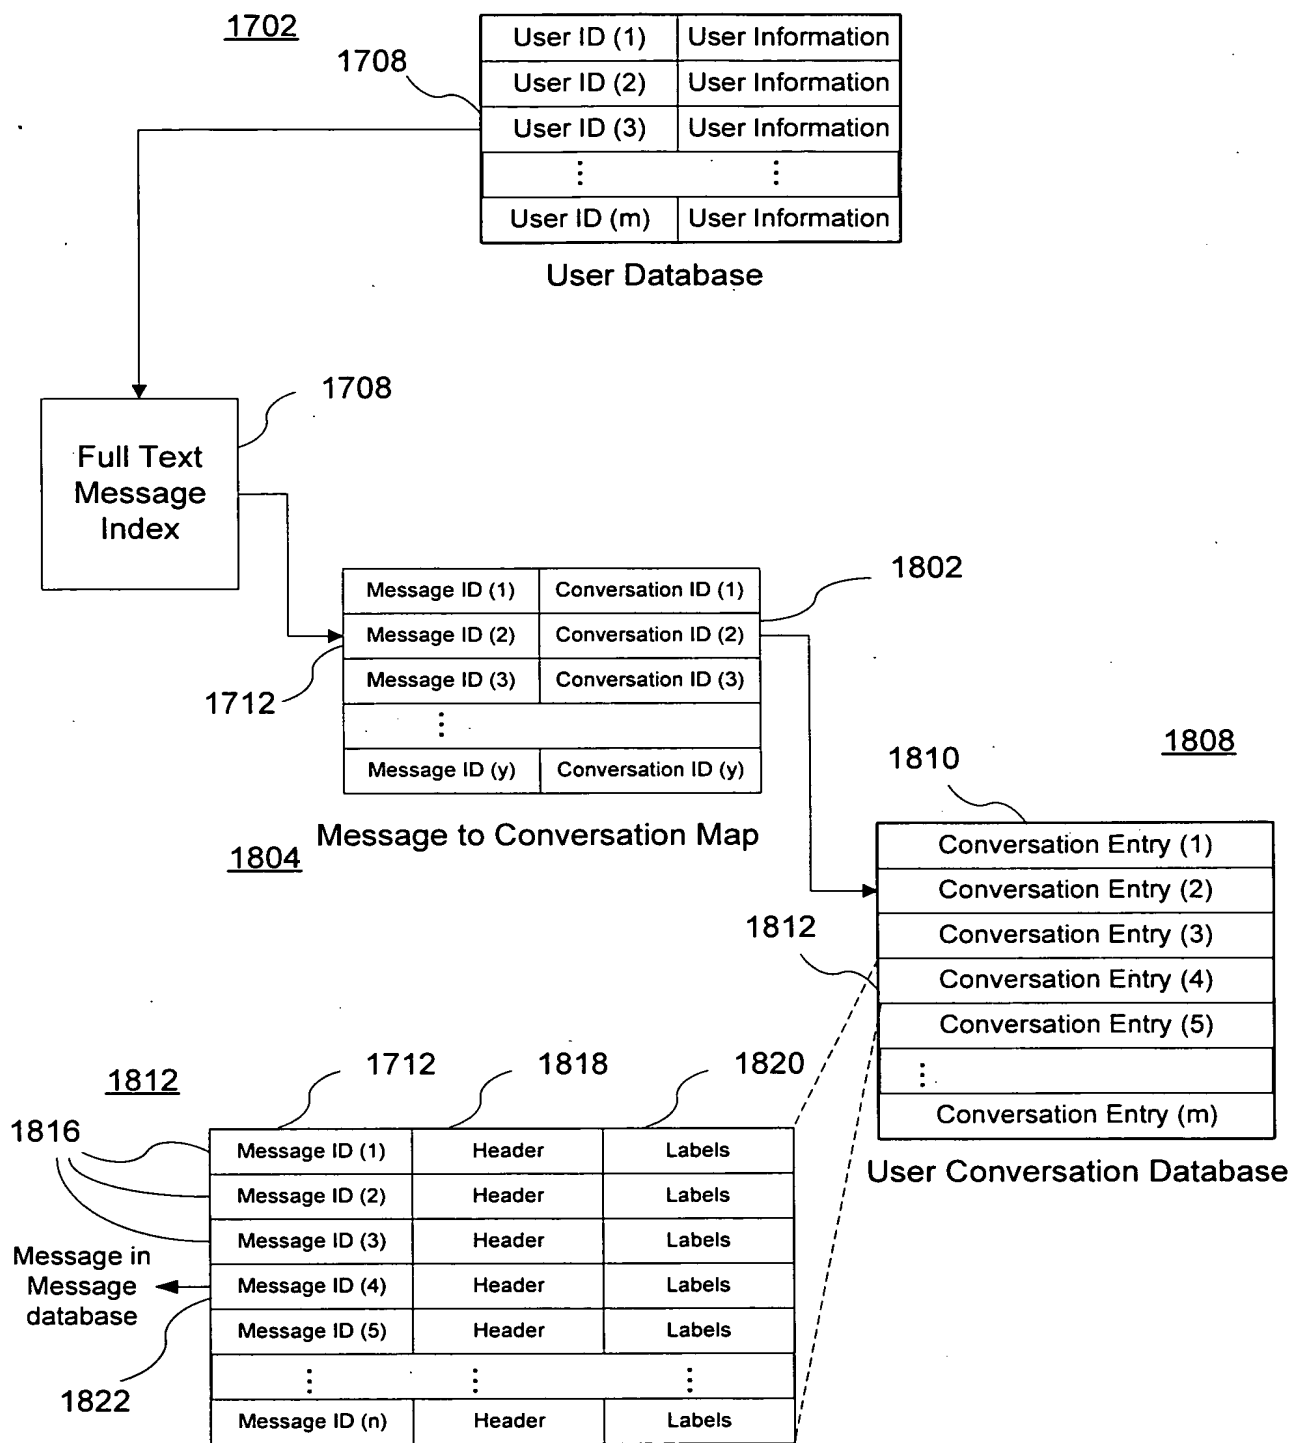 1702
User ID (1) User Information
1708
User ID (2) User Information
User ID (3) User Information
⋮ ⋮
User ID (m) User Information
User Database
1708
Full Text
Message
Index
1802
Message ID (1) Conversation ID (1)
Message ID (2) Conversation ID (2)
Message ID (3) Conversation ID (3)
1712
⋮
Message ID (y) Conversation ID (y)
Message to Conversation Map
1804
1808
1810
Conversation Entry (1)
Conversation Entry (2)
1812
Conversation Entry (3)
Conversation Entry (4)
Conversation Entry (5)
⋮
Conversation Entry (m)
User Conversation Database
1812
1712 1818 1820
1816
Message ID (1) Header Labels
Message ID (2) Header Labels
Message ID (3) Header Labels
Message in
Message
database
Message ID (4) Header Labels
Message ID (5) Header Labels
⋮ ⋮ ⋮
1822
Message ID (n) Header Labels